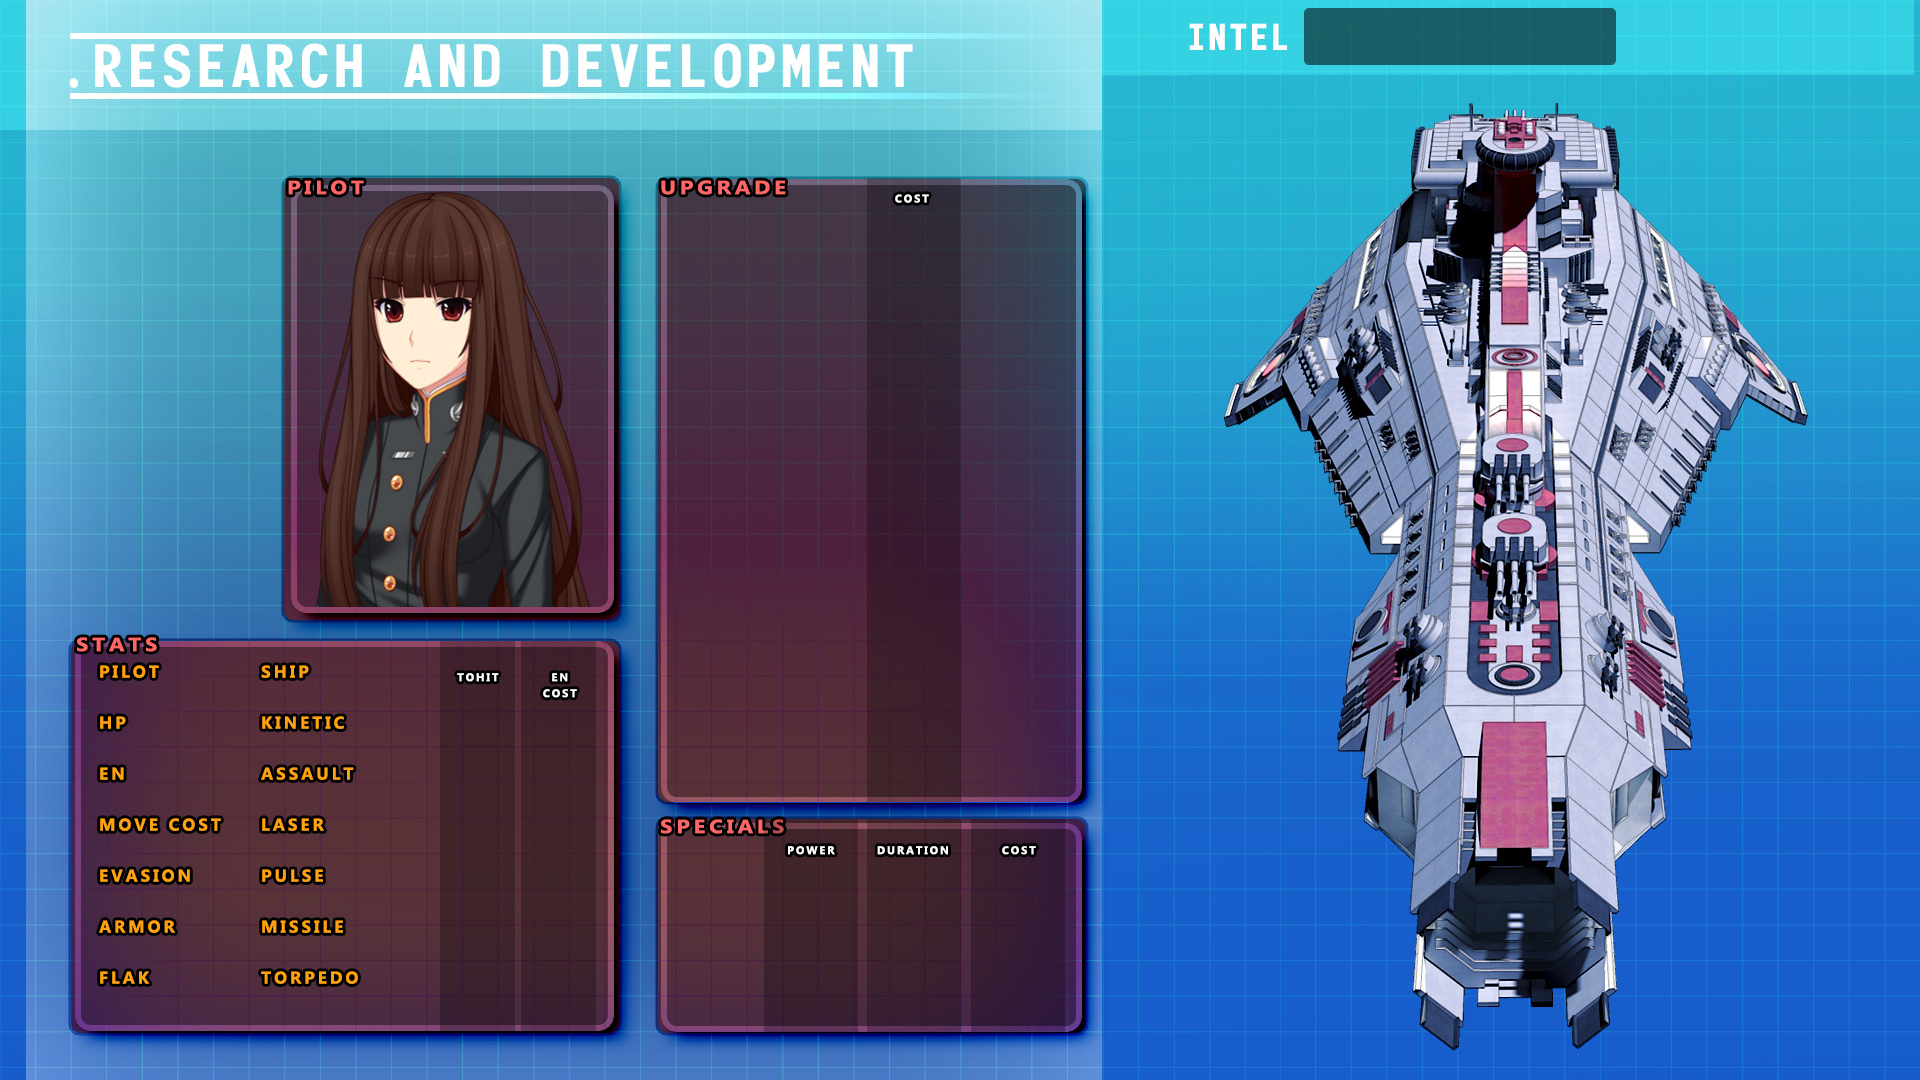 .RESEARCH AND DEVELOPMENT
INTEL
PILOT
UPGRADE
COST
STATS
PILOT SHIP TOHIT EN COST
HP KINETIC
EN ASSAULT
MOVE COST LASER
EVASION PULSE
ARMOR MISSILE
FLAK TORPEDO
SPECIALS
POWER DURATION COST